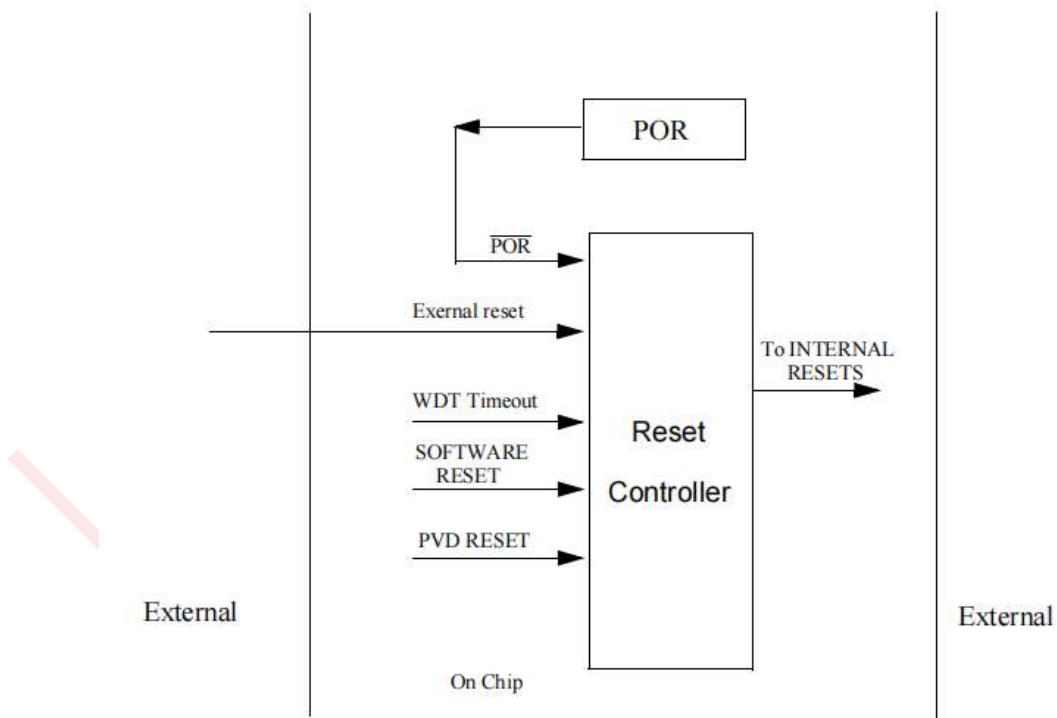 POR
POR
Exernal reset
To INTERNAL
RESETS
WDT Timeout
Reset
Controller
SOFTWARE
RESET
PVD RESET
External
External
On Chip